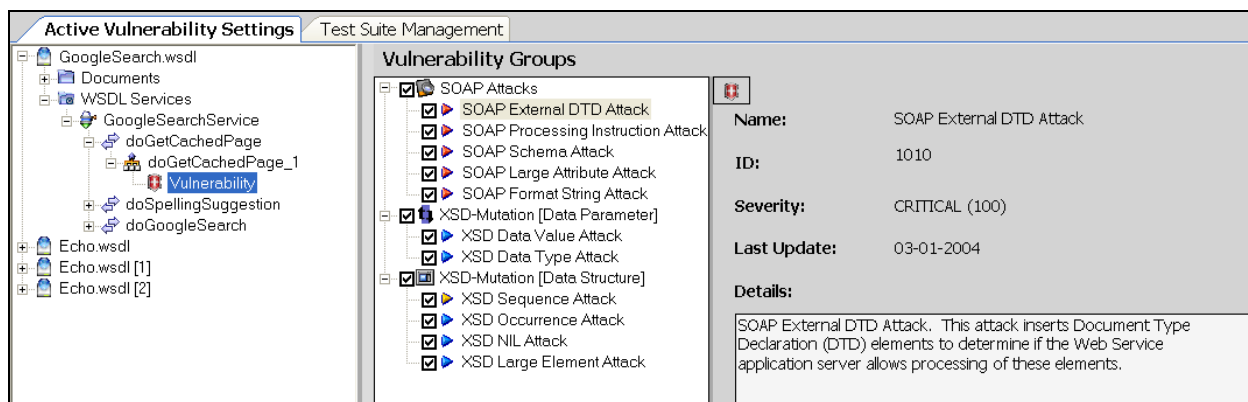 Active Vulnerability Settings
Test Suite Management
GoogleSearch.wsdl
Documents
WSDL Services
GoogleSearchService
doGetCachedPage
doGetCachedPage_1
Vulnerability
doSpellingSuggestion
doGoogleSearch
Echo.wsdl
Echo.wsdl [1]
Echo.wsdl [2]
Vulnerability Groups
SOAP Attacks
SOAP External DTD Attack
SOAP Processing Instruction Attack
SOAP Schema Attack
SOAP Large Attribute Attack
SOAP Format String Attack
XSD-Mutation [Data Parameter]
XSD Data Value Attack
XSD Data Type Attack
XSD-Mutation [Data Structure]
XSD Sequence Attack
XSD Occurrence Attack
XSD NIL Attack
XSD Large Element Attack
Name: SOAP External DTD Attack
ID: 1010
Severity: CRITICAL (100)
Last Update: 03-01-2004
Details:
SOAP External DTD Attack. This attack inserts Document Type
Declaration (DTD) elements to determine if the Web Service
application server allows processing of these elements.